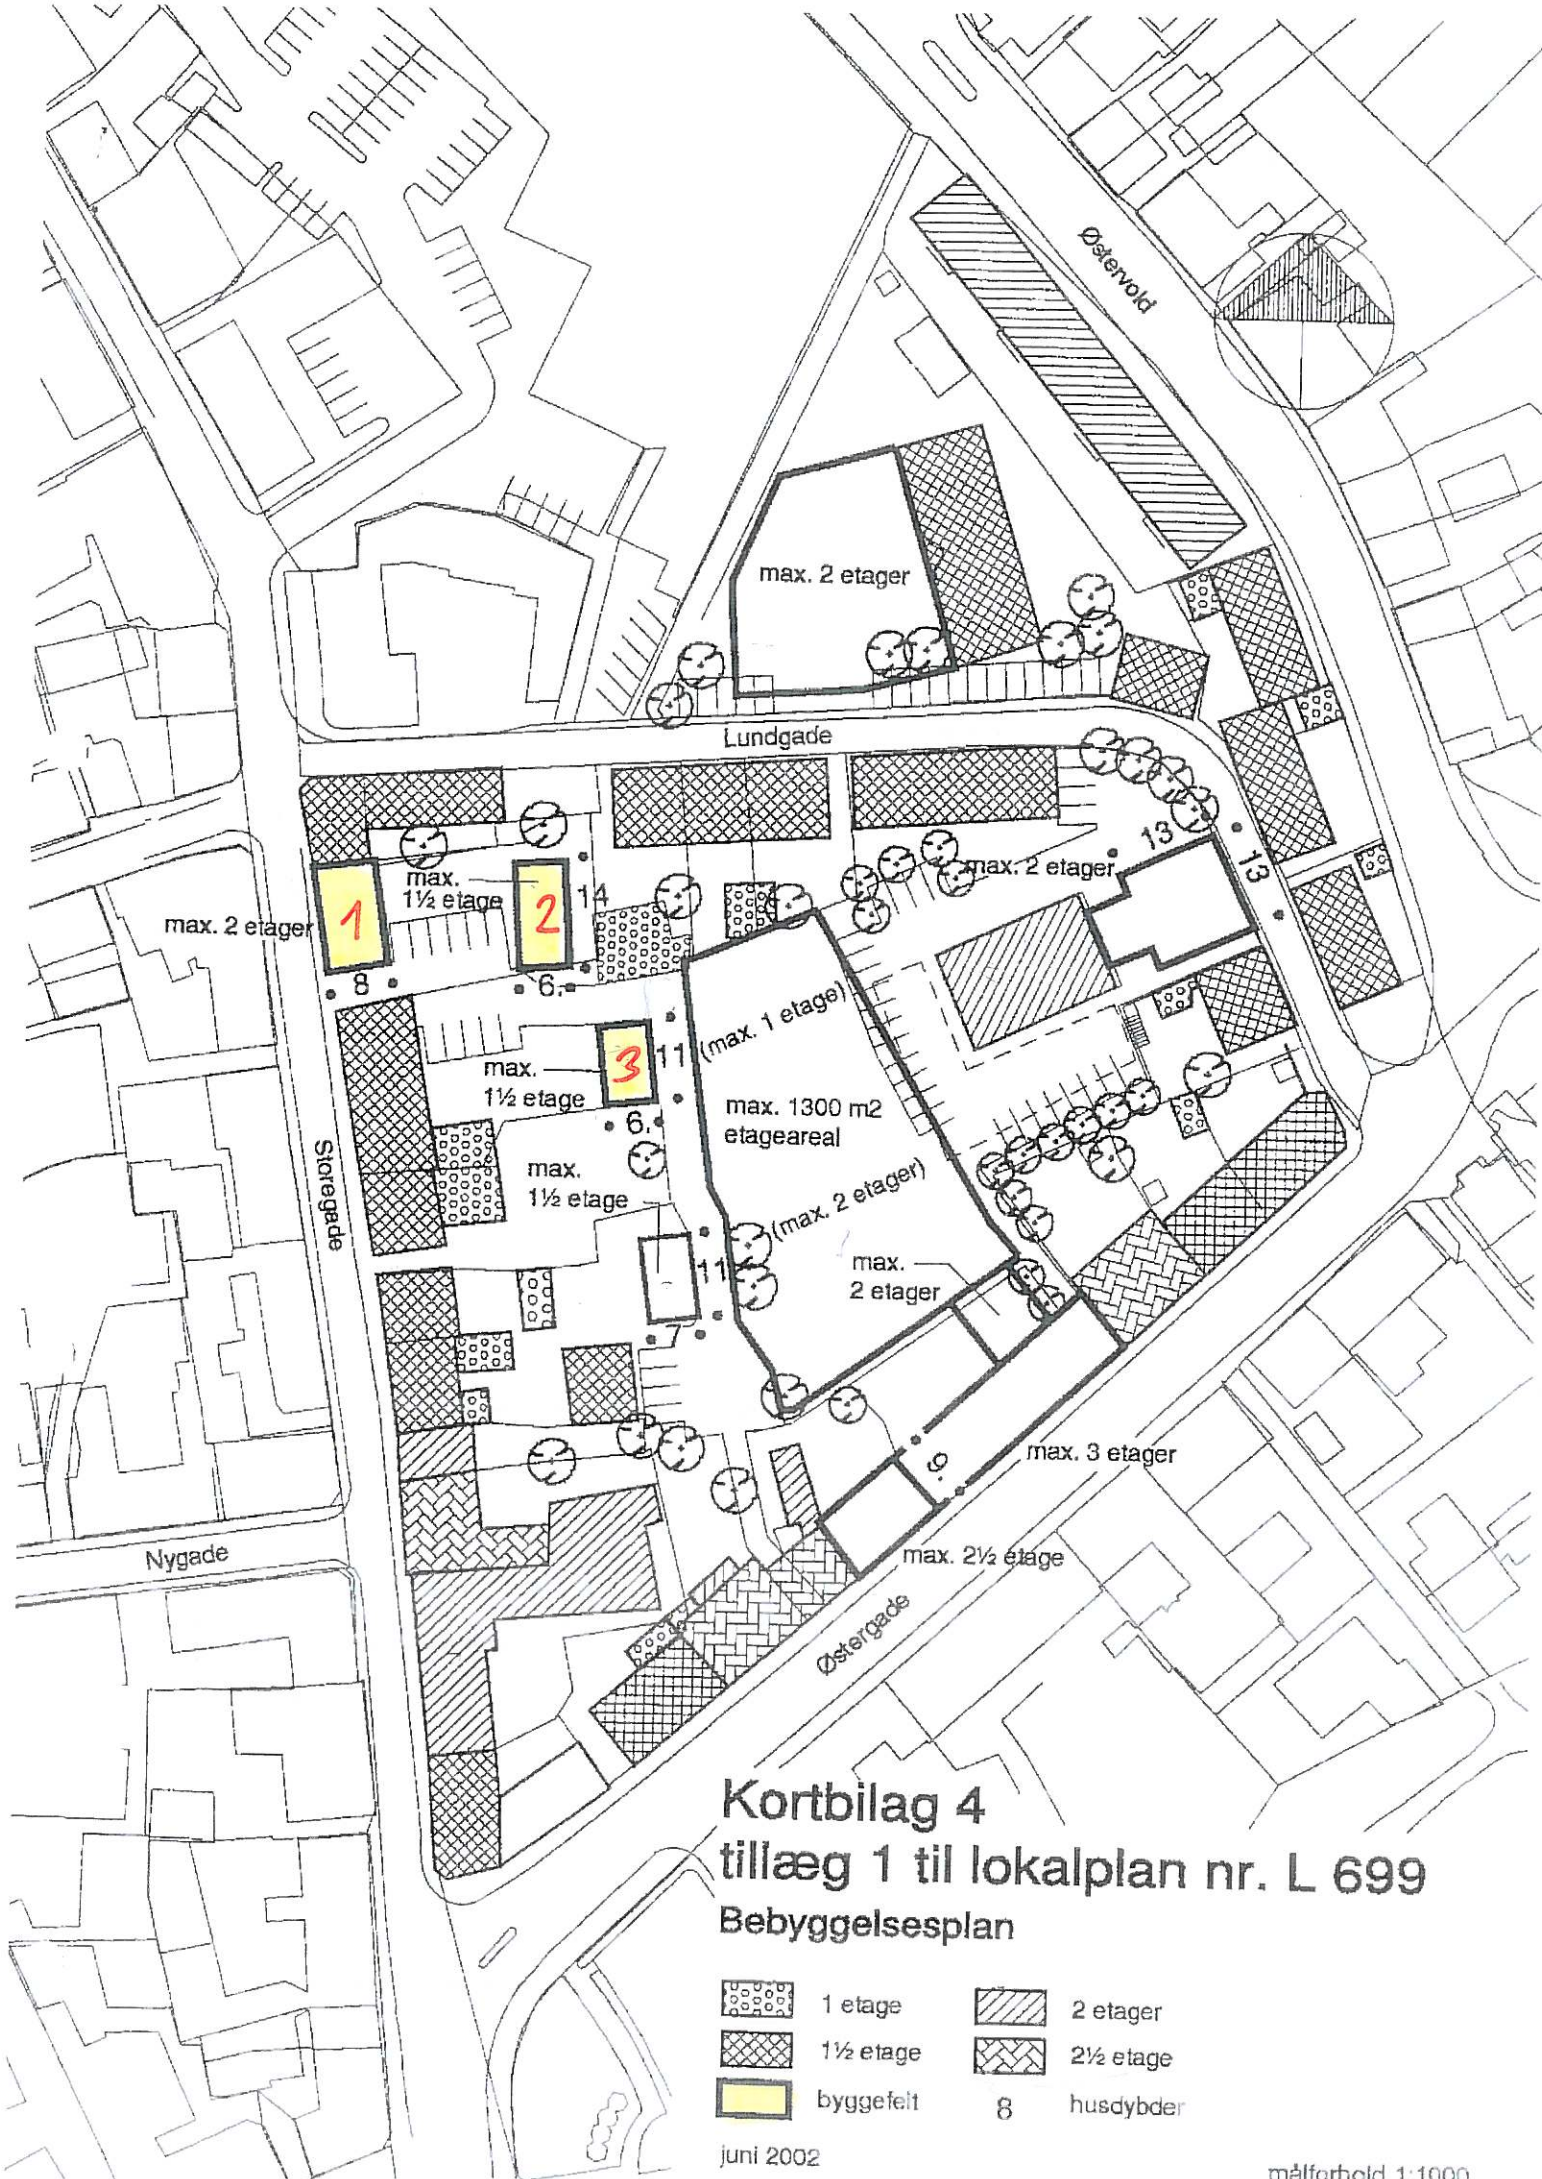 Østervold
max. 2 etager
Lundgade
13
13
max. 2 etager
max.
1½ etage
14
max. 2 etager
1
2
8
6.
(max. 1 etage)
11
3
max.
1½ etage
max. 1300 m2
etageareal
6.
Storegade
max.
1½ etage
(max. 2 etager)
11
max.
2 etager
7
9.
max. 3 etager
Nygade
max. 2½ etage
Østergade
Kortbilag 4
tillæg 1 til lokalplan nr. L 699
Bebyggelsesplan
1 etage
2 etager
1½ etage
2½ etage
byggefelt
8 husdybder
juni 2002
målforhold 1:1000